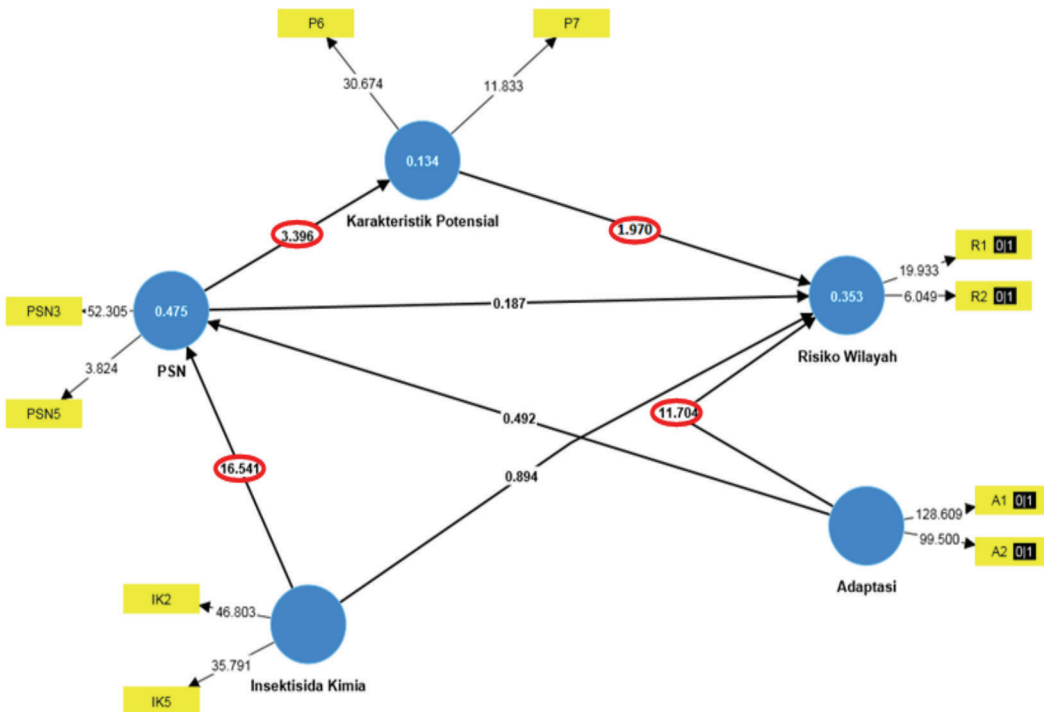 P6
P7
30.674
11.833
0.134
Karakteristik Potensial
3.396
1.970
R1 0|1
19.933
PSN3
52.305
0.475
0.187
0.353
6.049
R2 0|1
Risiko Wilayah
3.824
PSN
PSN5
0.492
11.704
16.541
0.894
128.609
A1 0|1
99.500
A2 0|1
Adaptasi
IK2
46.803
35.791
Insektisida Kimia
IK5